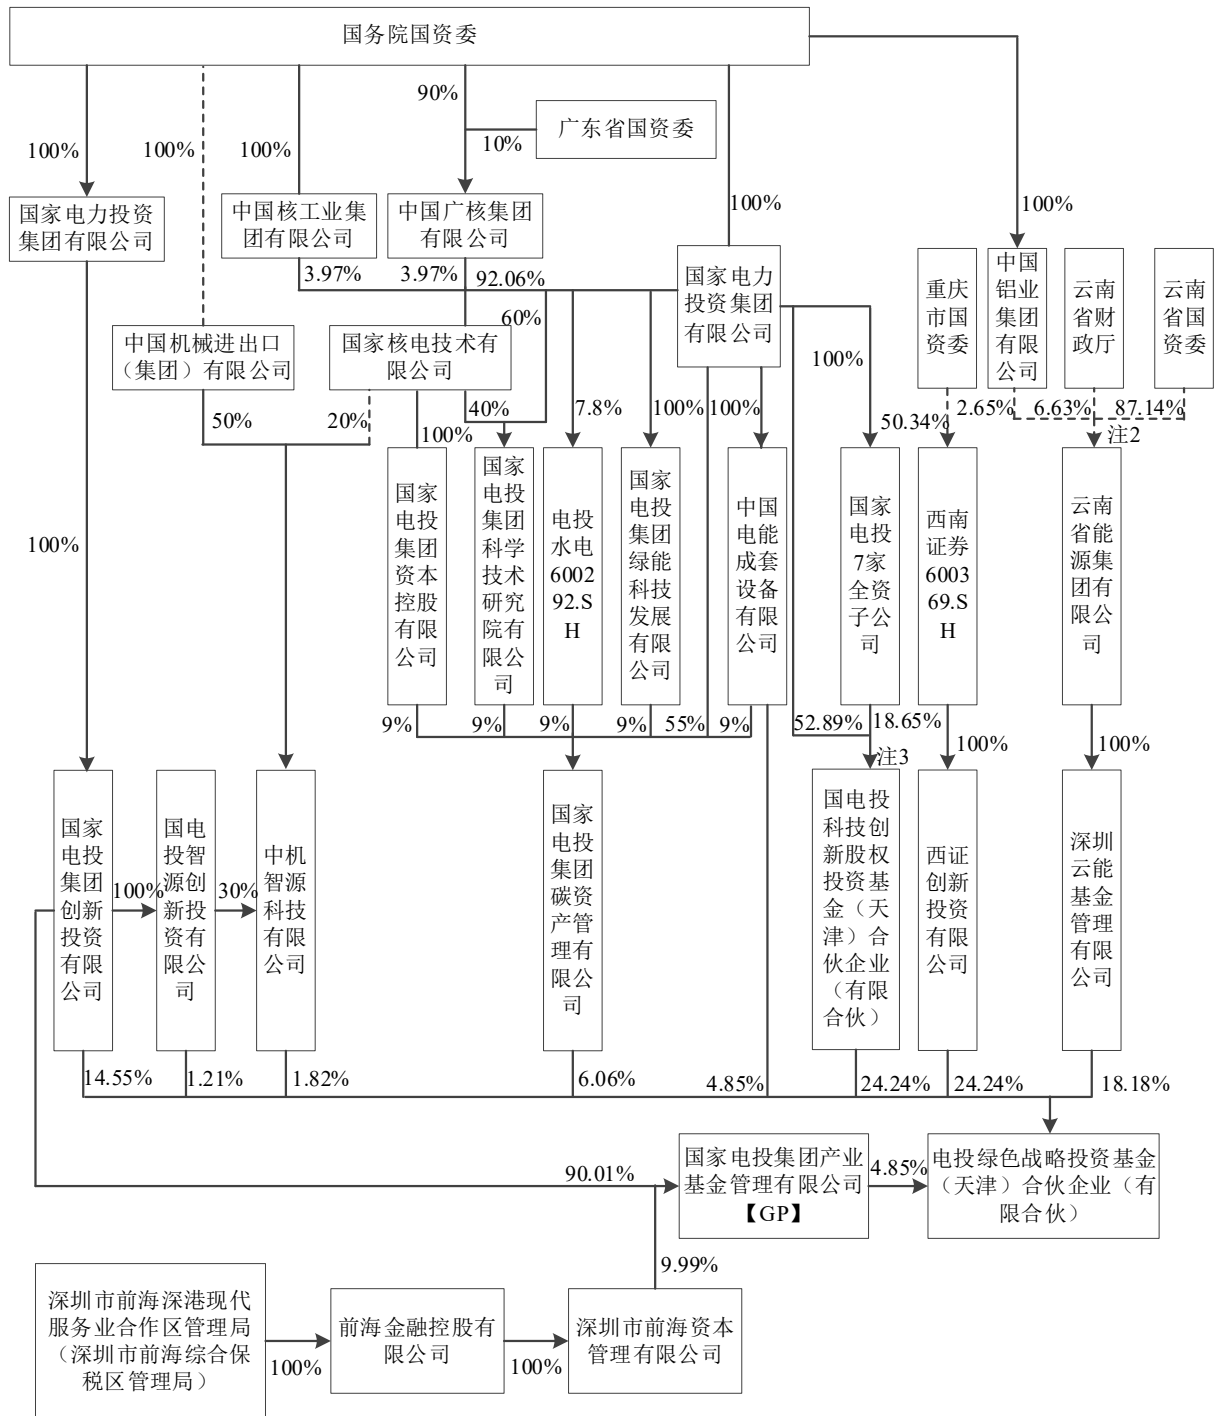 国务院国资委
90%
广东省国资委
10%
100%
100%
100%
100%
100%
国家电力投资
集团有限公司
中国核工业集
团有限公司
中国广核集团
有限公司
3.97%
3.97%
92.06%
60%
国家电力
投资集团
有限公司
重庆
市国
资委
中国
铝业
集团
有限
公司
云南
省财
政厅
云南
省国
资委
中国机械进出口
（集团）有限公司
国家核电技术有
限公司
100%
50%
20%
40%
100%
7.8%
100%
100%
50.34%
2.65%
6.63%
87.14%
注2
100%
国家
电投
集团
资本
控股
有限
公司
国家
电投
集团
科学
技术
研究
院有
限公
司
电投
水电
6002
92.S
H
国家
电投
集团
绿能
科技
发展
有限
公司
中国
电能
成套
设备
有限
公司
国家
电投
7家
全资
子公
司
西南
证券
6003
69.S
H
云南
省能
源集
团有
限公
司
9%
9%
9%
9%
55%
9%
52.89%
18.65%
注3
100%
100%
国家
电投
集团
创新
投资
有限
公司
100%
国电
投智
源创
新投
资有
限公
司
30%
中机
智源
科技
有限
公司
国家
电投
集团
碳资
产管
理有
限公
司
国电投
科技创
新股权
投资基
金（天
津）合
伙企业
（有限
合伙）
西证
创新
投资
有限
公司
深圳
云能
基金
管理
有限
公司
14.55%
1.21%
1.82%
6.06%
4.85%
24.24%
24.24%
18.18%
90.01%
国家电投集团产业
基金管理有限公司
【GP】
4.85%
电投绿色战略投资基金
（天津）合伙企业（有
限合伙）
9.99%
深圳市前海深港现代
服务业合作区管理局
（深圳市前海综合保
税区管理局）
100%
前海金融控股有
限公司
100%
深圳市前海资本
管理有限公司